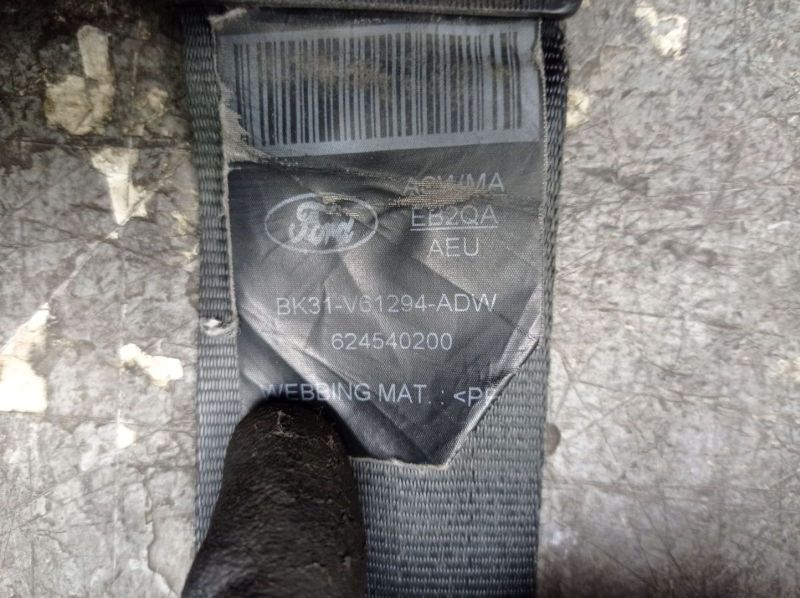 ACWMA
Ford
EB2QA
AEU
BK31-V61294-ADW
624540200
WEBBING MAT. : <PE